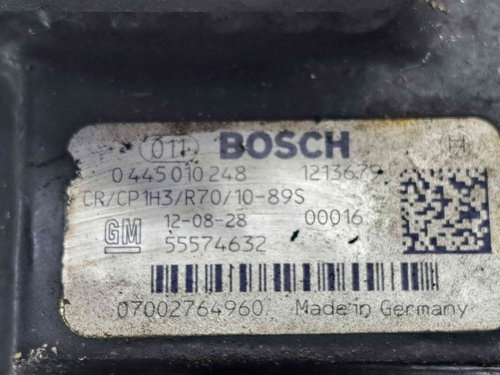 011 BOSCH H
0 445 010 248 1213679
CR/CP1H3/R70/10-89S
12-08-28 00016
GM 55574632
07002764960 Made in Germany